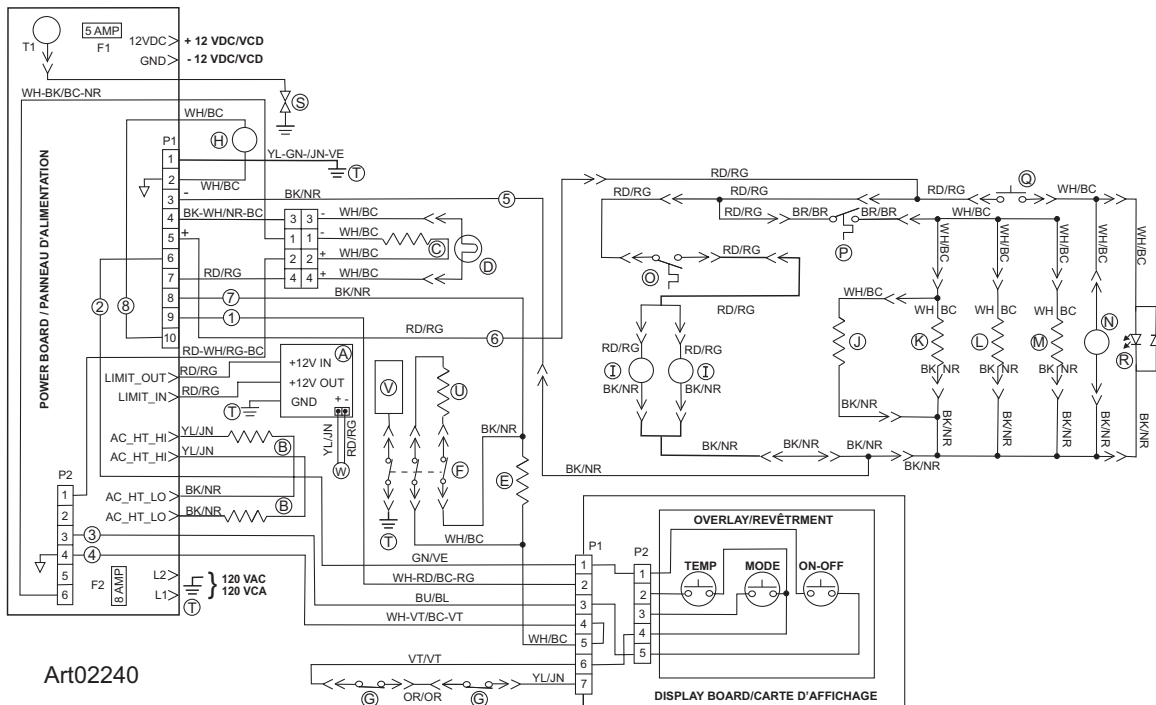 T1
5 AMP
F1
12VDC
+ 12 VDC/VCD
GND
- 12 VDC/VCD
WH-BK/BC-NR
S
WH/BC
H
P1
YL-GN-/JN-VE
T
WH/BC
1
2
3
4
5
6
7
8
9
10
-
+
POWER BOARD / PANNEAU D'ALIMENTATION
BK/NR
5
BK-WH/NR-BC
3 3 - WH/BC
1 1 - WH/BC
2 2 + WH/BC
4 4 + WH/BC
C
D
RD/RG
2
8
7
BK/NR
1
RD/RG
6
RD-WH/RG-BC
LIMIT_OUT
RD/RG
LIMIT_IN
RD/RG
+12V IN
A
+12V OUT
GND
+ -
T
YL/JN
RD/RG
W
V
U
BK/NR
F
E
T
WH/BC
AC_HT_HI
YL/JN
B
AC_HT_HI
YL/JN
AC_HT_LO
BK/NR
B
AC_HT_LO
BK/NR
P2
1
2
3
4
5
6
3
4
F2
8 AMP
L2
L1
T
120 VAC
120 VCA
GN/VE
WH-RD/BC-RG
BU/BL
WH-VT/BC-VT
WH/BC
VT/VT
G
OR/OR
G
YL/JN
Art02240
RD/RG
RD/RG
RD/RG
RD/RG
Q
WH/BC
RD/RG
BR/BR
BR/BR
WH/BC
P
O
RD/RG
RD/RG
RD/RG
RD/RG
I
I
BK/NR
BK/NR
WH/BC
J
WH/BC
WH/BC
WH/BC
WH/BC
WH BC
WH BC
WH BC
K
L
M
N
R
BK NR
BK NR
BK NR
BK/NR
BK/NR
BK/NR
BK/NR
BK/NR
BK/NR
BK/NR
BK/NR
BK/NR
P1
1
2
3
4
5
6
7
P2
1
2
3
4
5
OVERLAY/REVÊTRMENT
TEMP
MODE
ON-OFF
DISPLAY BOARD/CARTE D'AFFICHAGE